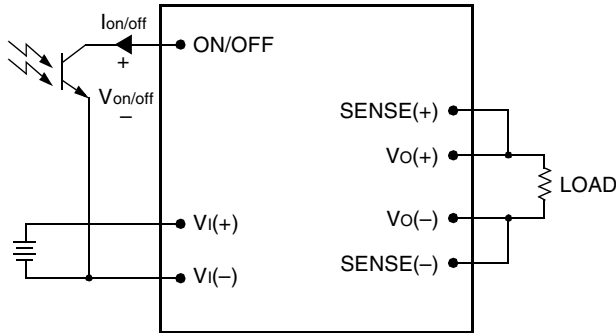 Ion/off
+
Von/off
–
ON/OFF
SENSE(+)
VO(+)
LOAD
VO(–)
SENSE(–)
VI(+)
VI(–)